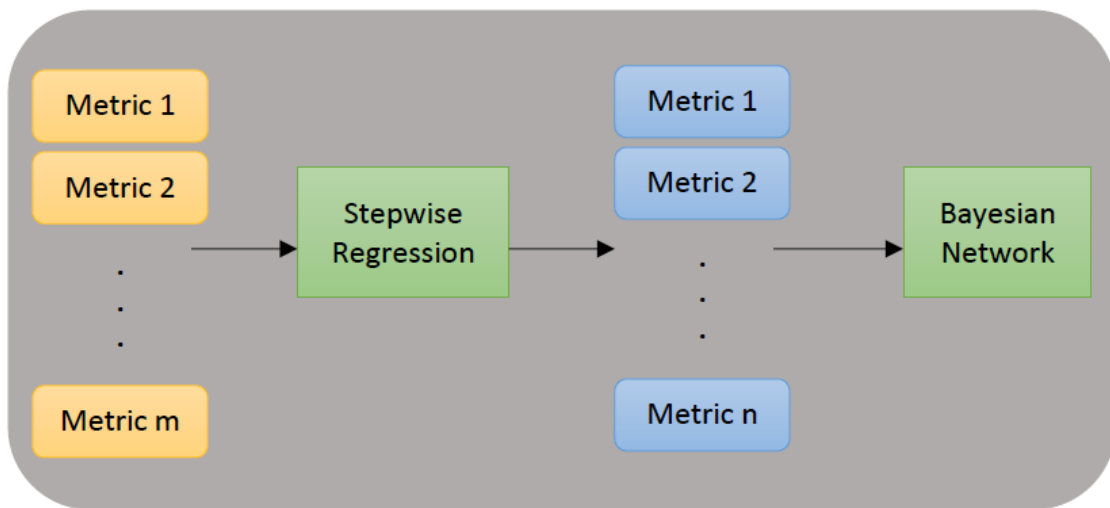 Metric 1
Metric 2
.
.
.
Metric m
Stepwise
Regression
Metric 1
Metric 2
.
.
.
Metric n
Bayesian
Network